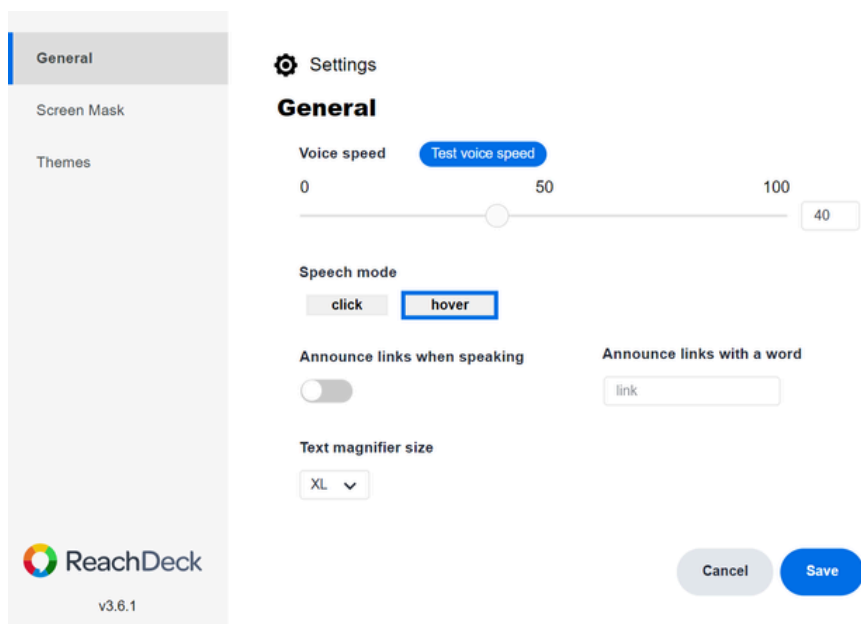 General
Screen Mask
Themes
ReachDeck
v3.6.1
Settings
General
Voice speed Test voice speed
0 50 100
40
Speech mode
click hover
Announce links when speaking Announce links with a word
link
Text magnifier size
XL
Cancel Save